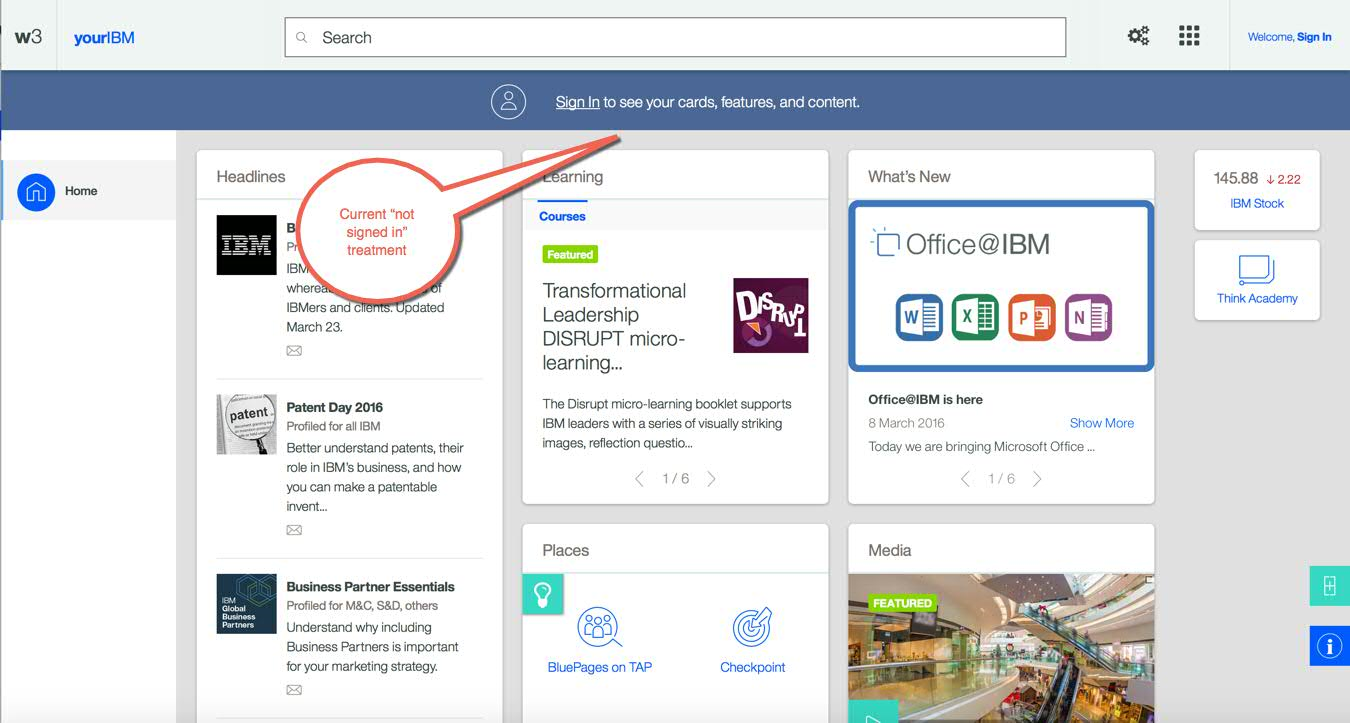 w3
yourIBM
Search
Welcome, Sign In
Sign In to see your cards, features, and content.
Home
Headlines
Current “not
signed in”
treatment
IBM
B
Pro
IBM
wherea
of
IBMers and clients. Updated
March 23.
patent
Patent Day 2016
Profiled for all IBM
Better understand patents, their
role in IBM’s business, and how
you can make a patentable
invent...
IBM
Global
Business
Partners
Business Partner Essentials
Profiled for M&C, S&D, others
Understand why including
Business Partners is important
for your marketing strategy.
Learning
Courses
Featured
Transformational
Leadership
DISRUPT micro-
learning...
DISRUPT
The Disrupt micro-learning booklet supports
IBM leaders with a series of visually striking
images, reflection questio...
1 / 6
What’s New
Office@IBM
W
X
P
N
Office@IBM is here
8 March 2016
Show More
Today we are bringing Microsoft Office ...
1 / 6
145.88 ↓ 2.22
IBM Stock
Think Academy
Places
BluePages on TAP
Checkpoint
Media
FEATURED
i